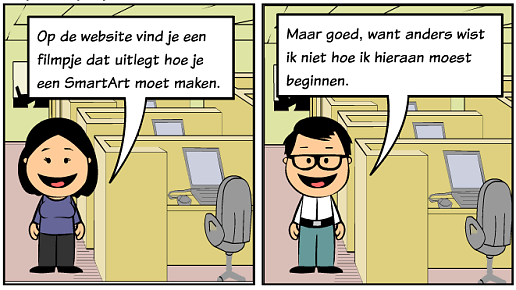 Op de website vind je een
filmpje dat uitlegt hoe je
een SmartArt moet maken.
Maar goed, want anders wist
ik niet hoe ik hieraan moest
beginnen.